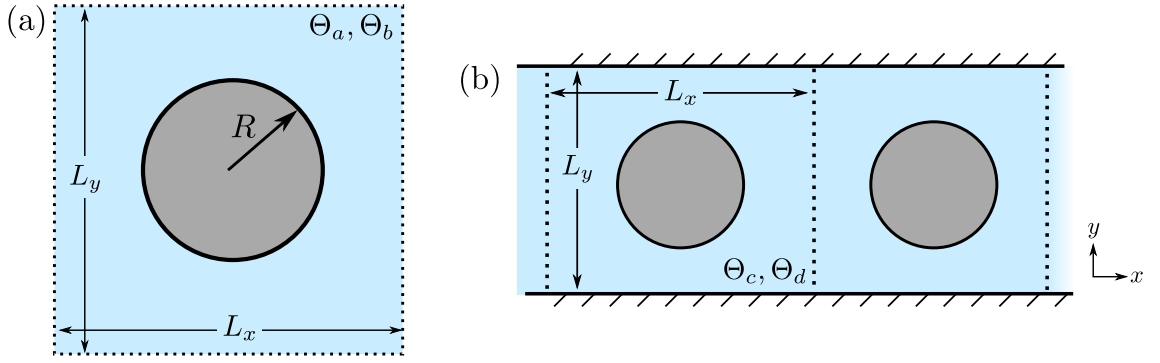 (a)
Θ_a, Θ_b
R
L_y
L_x
(b)
L_x
L_y
Θ_c, Θ_d
y
x